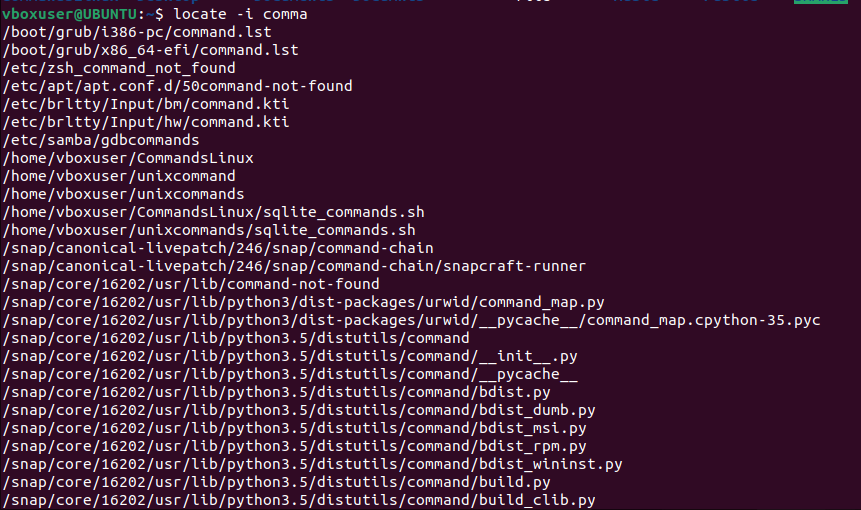 vboxuser@UBUNTU:~$ locate -i comma
/boot/grub/i386-pc/command.lst
/boot/grub/x86_64-efi/command.lst
/etc/zsh_command_not_found
/etc/apt/apt.conf.d/50command-not-found
/etc/brltty/Input/bm/command.kti
/etc/brltty/Input/hw/command.kti
/etc/samba/gdbcommands
/home/vboxuser/CommandsLinux
/home/vboxuser/unixcommand
/home/vboxuser/unixcommands
/home/vboxuser/CommandsLinux/sqlite_commands.sh
/home/vboxuser/unixcommands/sqlite_commands.sh
/snap/canonical-livepatch/246/snap/command-chain
/snap/canonical-livepatch/246/snap/command-chain/snapcraft-runner
/snap/core/16202/usr/lib/command-not-found
/snap/core/16202/usr/lib/python3/dist-packages/urwid/command_map.py
/snap/core/16202/usr/lib/python3/dist-packages/urwid/__pycache__/command_map.cpython-35.pyc
/snap/core/16202/usr/lib/python3.5/distutils/command
/snap/core/16202/usr/lib/python3.5/distutils/command/__init__.py
/snap/core/16202/usr/lib/python3.5/distutils/command/__pycache__
/snap/core/16202/usr/lib/python3.5/distutils/command/bdist.py
/snap/core/16202/usr/lib/python3.5/distutils/command/bdist_dumb.py
/snap/core/16202/usr/lib/python3.5/distutils/command/bdist_msi.py
/snap/core/16202/usr/lib/python3.5/distutils/command/bdist_rpm.py
/snap/core/16202/usr/lib/python3.5/distutils/command/bdist_wininst.py
/snap/core/16202/usr/lib/python3.5/distutils/command/build.py
/snap/core/16202/usr/lib/python3.5/distutils/command/build_clib.py